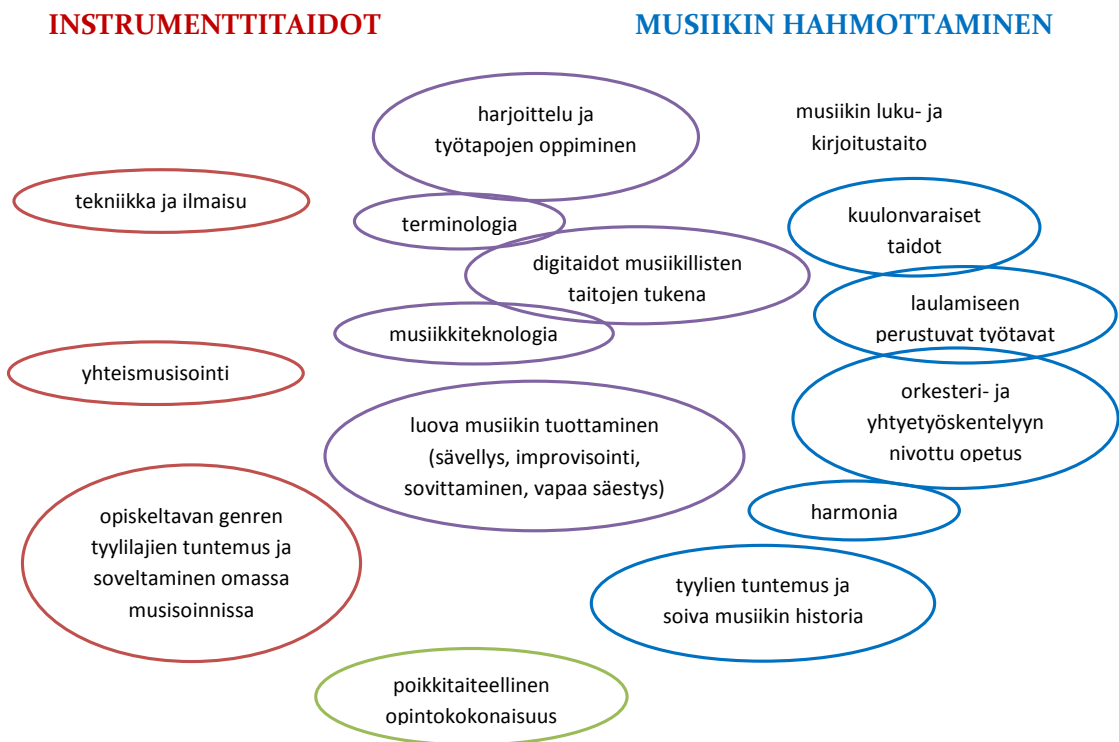 INSTRUMENTTITAIDOT
MUSIIKIN HAHMOTTAMINEN
harjoittelu ja
työtapojen oppiminen
musiikin luku- ja
kirjoitustaito
tekniikka ja ilmaisu
terminologia
kuulonvaraiset
taidot
digitaidot musiikillisten
taitojen tukena
laulamiseen
perustuvat työtavat
musiikkiteknologia
yhteismusisointi
orkesteri- ja
yhtyetyöskentelyyn
nivottu opetus
luova musiikin tuottaminen
(sävellys, improvisointi,
sovittaminen, vapaa säestys)
harmonia
opiskeltavan genren
tyylilajien tuntemus ja
soveltaminen omassa
musisoinnissa
tyylien tuntemus ja
soiva musiikin historia
poikkitaiteellinen
opintokokonaisuus